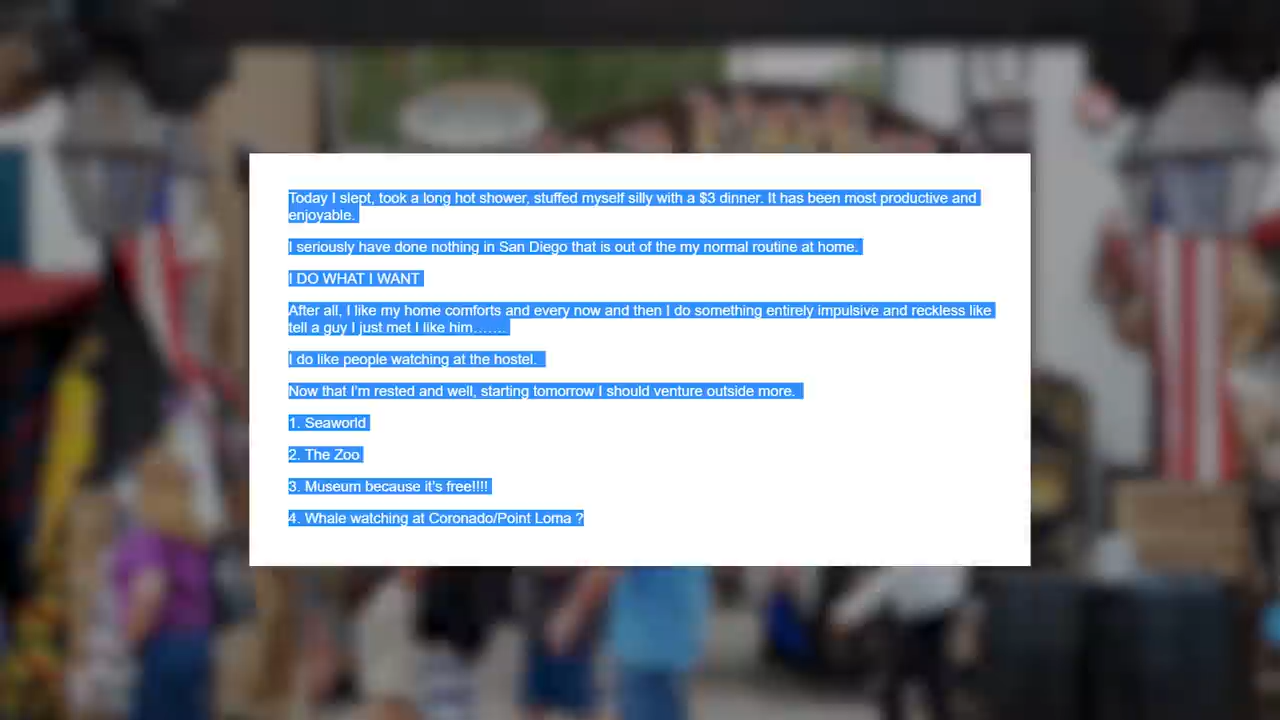 Today I slept, took a long hot shower, stuffed myself silly with a $3 dinner. It has been most productive and
enjoyable.
I seriously have done nothing in San Diego that is out of the my normal routine at home.
I DO WHAT I WANT
After all, I like my home comforts and every now and then I do something entirely impulsive and reckless like
tell a guy I just met I like him…….
I do like people watching at the hostel.
Now that I’m rested and well, starting tomorrow I should venture outside more.
1. Seaworld
2. The Zoo
3. Museum because it’s free!!!!
4. Whale watching at Coronado/Point Loma ?